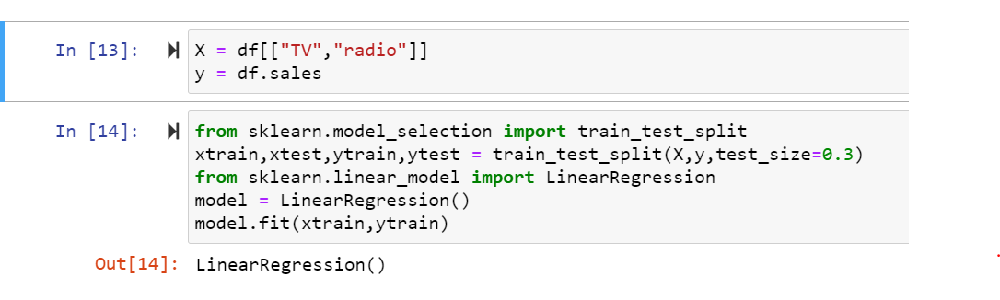 In [13]: X = df[["TV","radio"]]
y = df.sales
In [14]: from sklearn.model_selection import train_test_split
xtrain,xtest,ytrain,ytest = train_test_split(X,y,test_size=0.3)
from sklearn.linear_model import LinearRegression
model = LinearRegression()
model.fit(xtrain,ytrain)
Out[14]: LinearRegression()